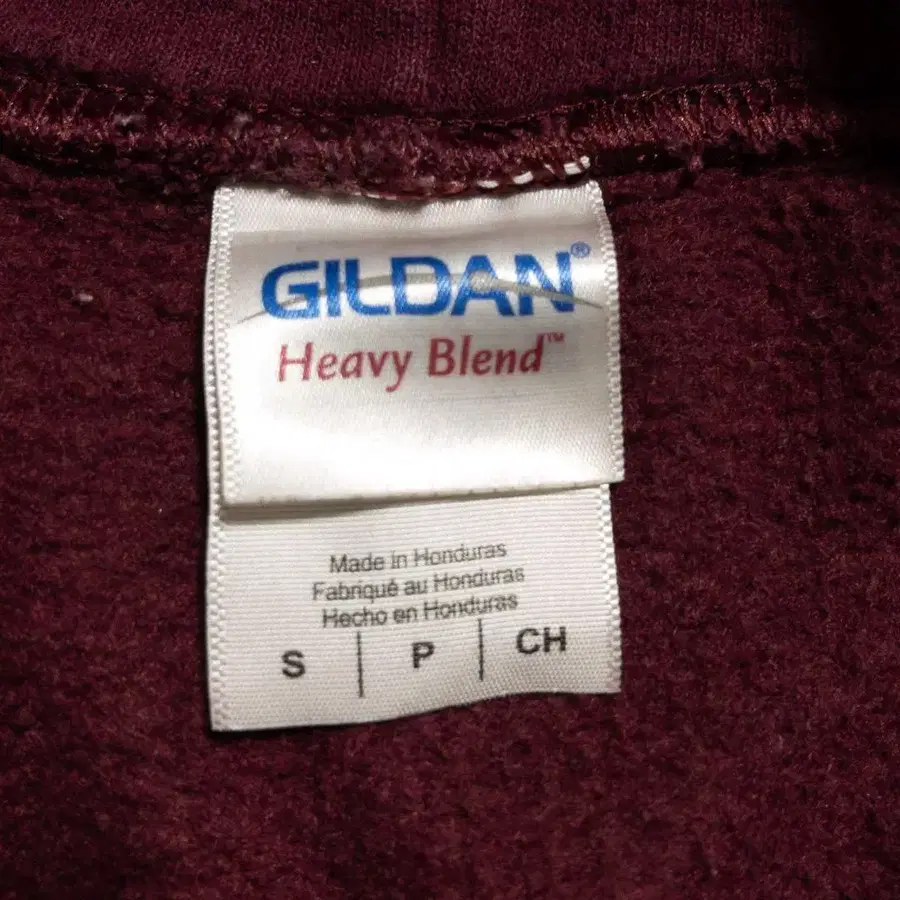 GILDAN®
Heavy Blend™
Made in Honduras
Fabriqué au Honduras
Hecho en Honduras
S | P | CH